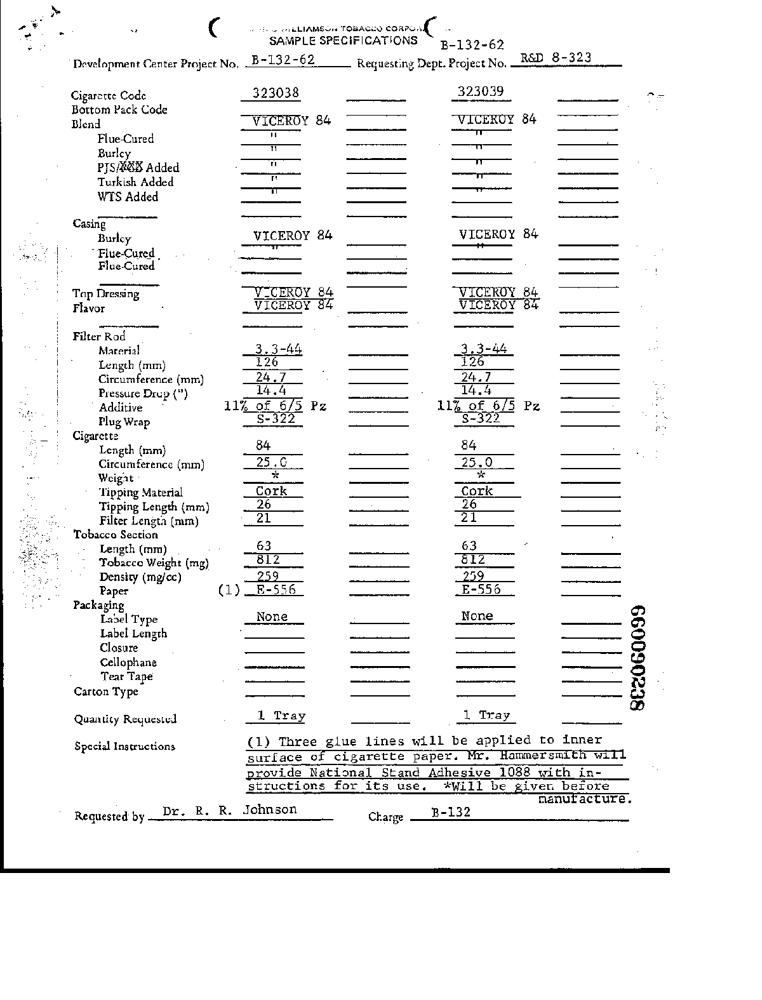 WILLIAMSON TOBACCO CORPORA
SAMPLE SPECIFICATIONS B-132-62
Development Center Project No. B-132-62 Requesting Dept. Project No. R&D 8-323
Cigarette Code 323038 323039
Bottom Pack Code
Blend VICEROY 84 VICEROY 84
Flue-Cured " "
Burley " "
PJS/ Added " "
Turkish Added " "
WTS Added " "
Casing
Burley VICEROY 84 VICEROY 84
Flue-Cured " "
Flue-Cured
Top Dressing VICEROY 84 VICEROY 84
Flavor VICEROY 84 VICEROY 84
Filter Rod
Material 3.3-44 3.3-44
Length (mm) 126 126
Circumference (mm) 24.7 24.7
Pressure Drop (") 14.4 14.4
Additive 11% of 6/5 Pz 11% of 6/5 Pz
Plug Wrap S-322 S-322
Cigarette
Length (mm) 84 84
Circumference (mm) 25.0 25.0
Weight * *
Tipping Material Cork Cork
Tipping Length (mm) 26 26
Filter Length (mm) 21 21
Tobacco Section
Length (mm) 63 63
Tobacco Weight (mg) 812 812
Density (mg/cc) 259 259
Paper (1) E-556 E-556
Packaging
Label Type None None
Label Length
Closure
Cellophane
Tear Tape
Carton Type
Quantity Requested 1 Tray 1 Tray
Special Instructions (1) Three glue lines will be applied to inner
surface of cigarette paper. Mr. Hammersmith will
provide National Stand Adhesive 1088 with in-
structions for its use. *Will be given before
manufacture.
Requested by Dr. R. R. Johnson Charge B-132
660090238